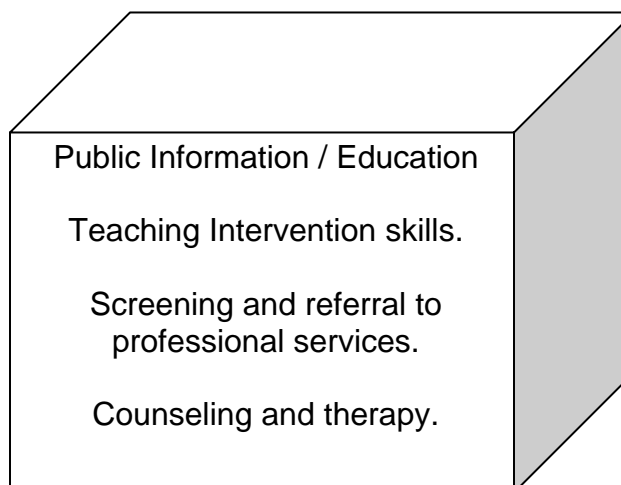 Public Information / Education
Teaching Intervention skills.
Screening and referral to
professional services.
Counseling and therapy.